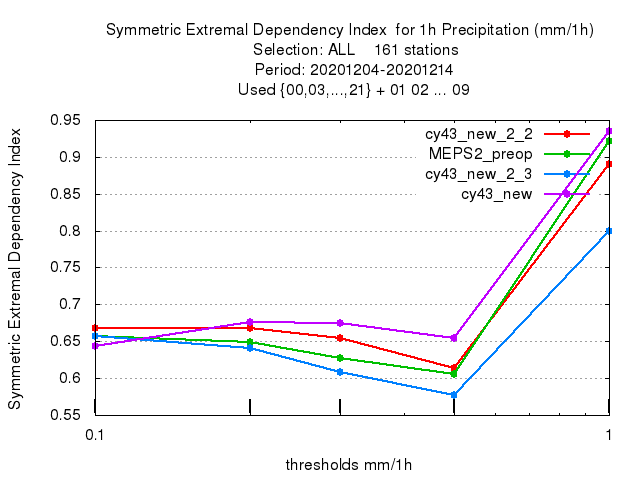 Symmetric Extremal Dependency Index  for 1h Precipitation (mm/1h)
Selection: ALL    161 stations
Period: 20201204-20201214
Used {00,03,...,21} + 01 02 ... 09
Symmetric Extremal Dependency Index
0.95
0.9
0.85
0.8
0.75
0.7
0.65
0.6
0.55
cy43_new_2_2
MEPS2_preop
cy43_new_2_3
cy43_new
0.1
1
thresholds mm/1h